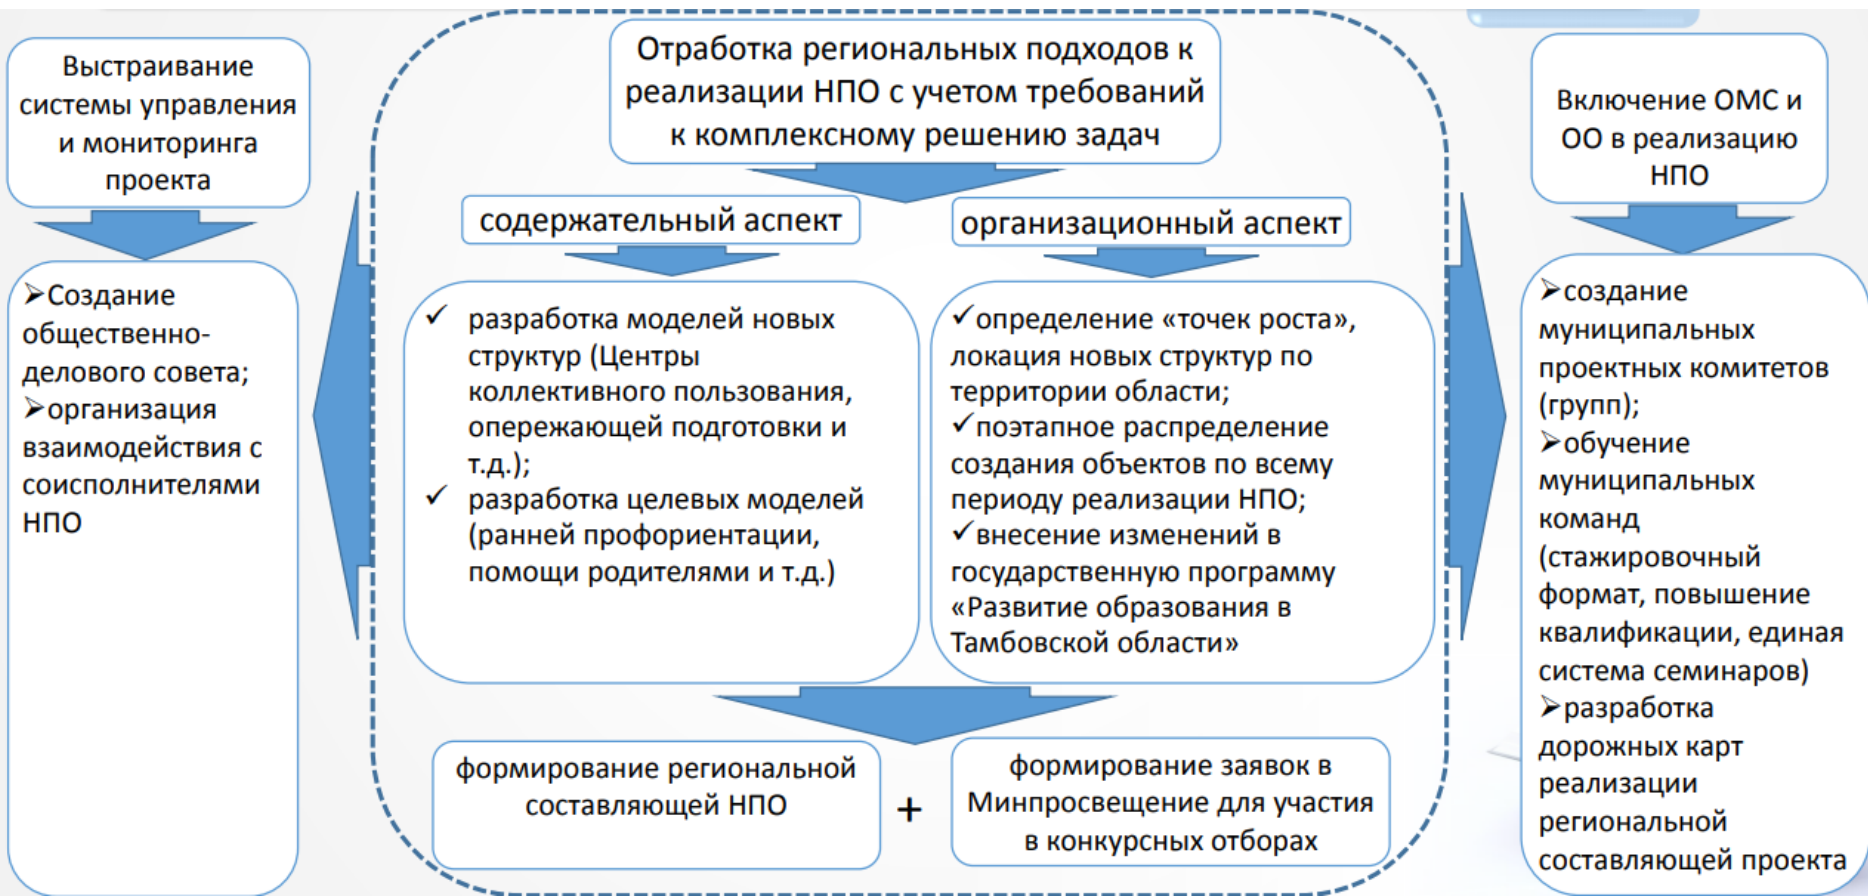 Выстраивание
системы управления
и мониторинга
проекта
➢Создание
общественно-
делового совета;
➢организация
взаимодействия с
соисполнителями
НПО
Отработка региональных подходов к
реализации НПО с учетом требований
к комплексному решению задач
содержательный аспект
✓ разработка моделей новых
структур (Центры
коллективного пользования,
опережающей подготовки и
т.д.);
✓ разработка целевых моделей
(ранней профориентации,
помощи родителями и т.д.)
организационный аспект
✓определение «точек роста»,
локация новых структур по
территории области;
✓поэтапное распределение
создания объектов по всему
периоду реализации НПО;
✓внесение изменений в
государственную программу
«Развитие образования в
Тамбовской области»
формирование региональной
составляющей НПО
+
формирование заявок в
Минпросвещение для участия
в конкурсных отборах
Включение ОМС и
ОО в реализацию
НПО
➢создание
муниципальных
проектных комитетов
(групп);
➢обучение
муниципальных
команд
(стажировочный
формат, повышение
квалификации, единая
система семинаров)
➢разработка
дорожных карт
реализации
региональной
составляющей проекта